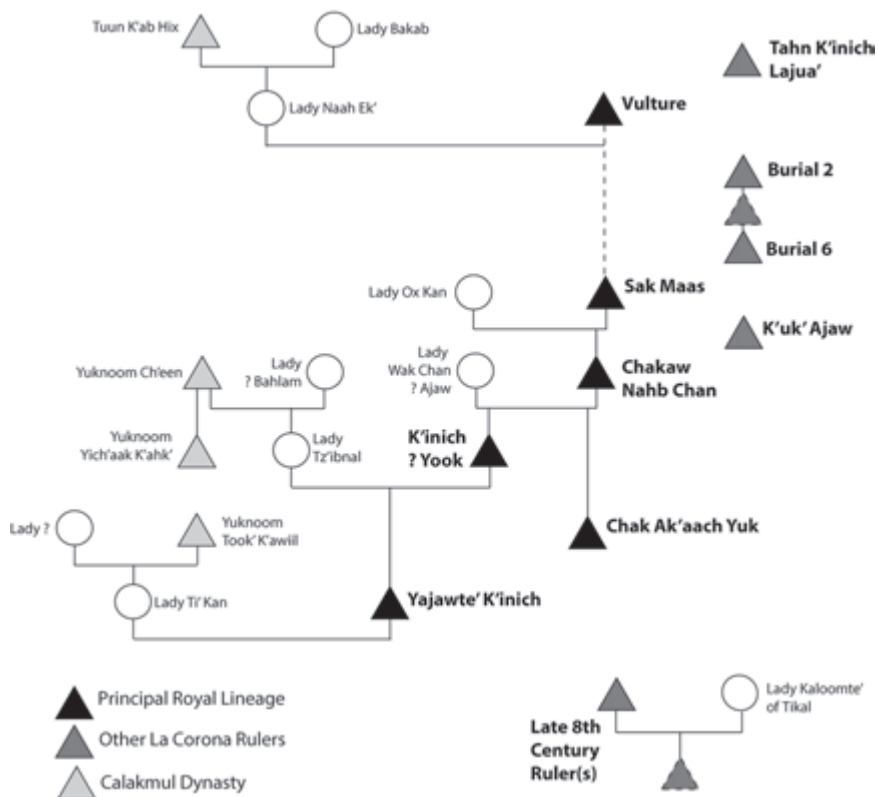 Tuun K'ab Hix
Lady Bakab
Tahn K'inich
Lajua'
Lady Naah Ek'
Vulture
Burial 2
Burial 6
Lady Ox Kan
Sak Maas
K'uk' Ajaw
Yuknoom Ch'een
Lady
? Bahlam
Lady
Wak Chan
? Ajaw
Chakaw
Nahb Chan
Yuknoom
Yich'aak K'ahk'
Lady
Tz'ibnal
K'inich
? Yook
Lady ?
Yuknoom
Took' K'awiil
Chak Ak'aach Yuk
Lady Ti' Kan
Yajawte' K'inich
Principal Royal Lineage
Other La Corona Rulers
Calakmul Dynasty
Late 8th
Century
Ruler(s)
Lady Kaloomte'
of Tikal